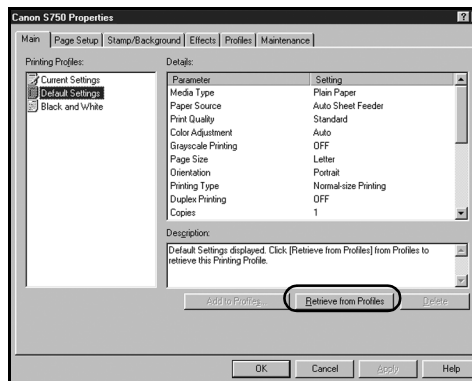 Canon S750 Properties
Main Page Setup Stamp/Background Effects Profiles Maintenance
Printing Profiles:
Current Settings
Default Settings
Black and White
Details:
Parameter Setting
Media Type Plain Paper
Paper Source Auto Sheet Feeder
Print Quality Standard
Color Adjustment Auto
Grayscale Printing OFF
Page Size Letter
Orientation Portrait
Printing Type Normal-size Printing
Duplex Printing OFF
Copies 1
Description:
Default Settings displayed. Click [Retrieve from Profiles] from Profiles to
retrieve this Printing Profile.
Add to Profiles... Retrieve from Profiles Delete
OK Cancel Apply Help